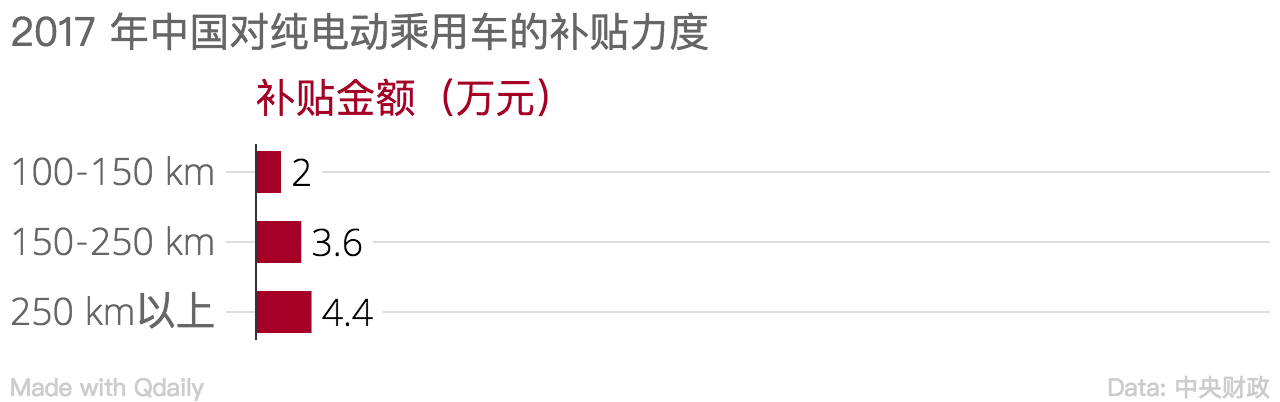 2017 年中国对纯电动乘用车的补贴力度
补贴金额（万元）
100-150 km 2
150-250 km 3.6
250 km以上 4.4
Made with Qdaily Data: 中央财政